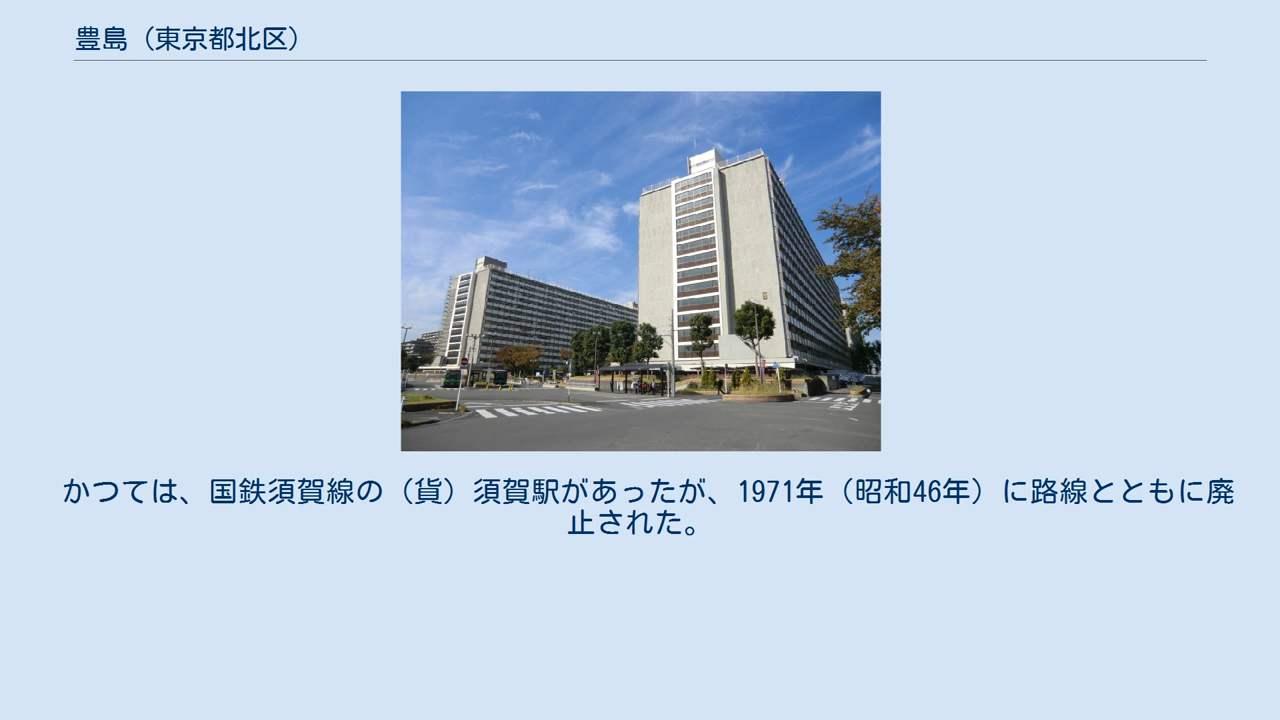 豊島（東京都北区）
かつては、国鉄須賀線の（貨）須賀駅があったが、1971年（昭和46年）に路線とともに廃
止された。